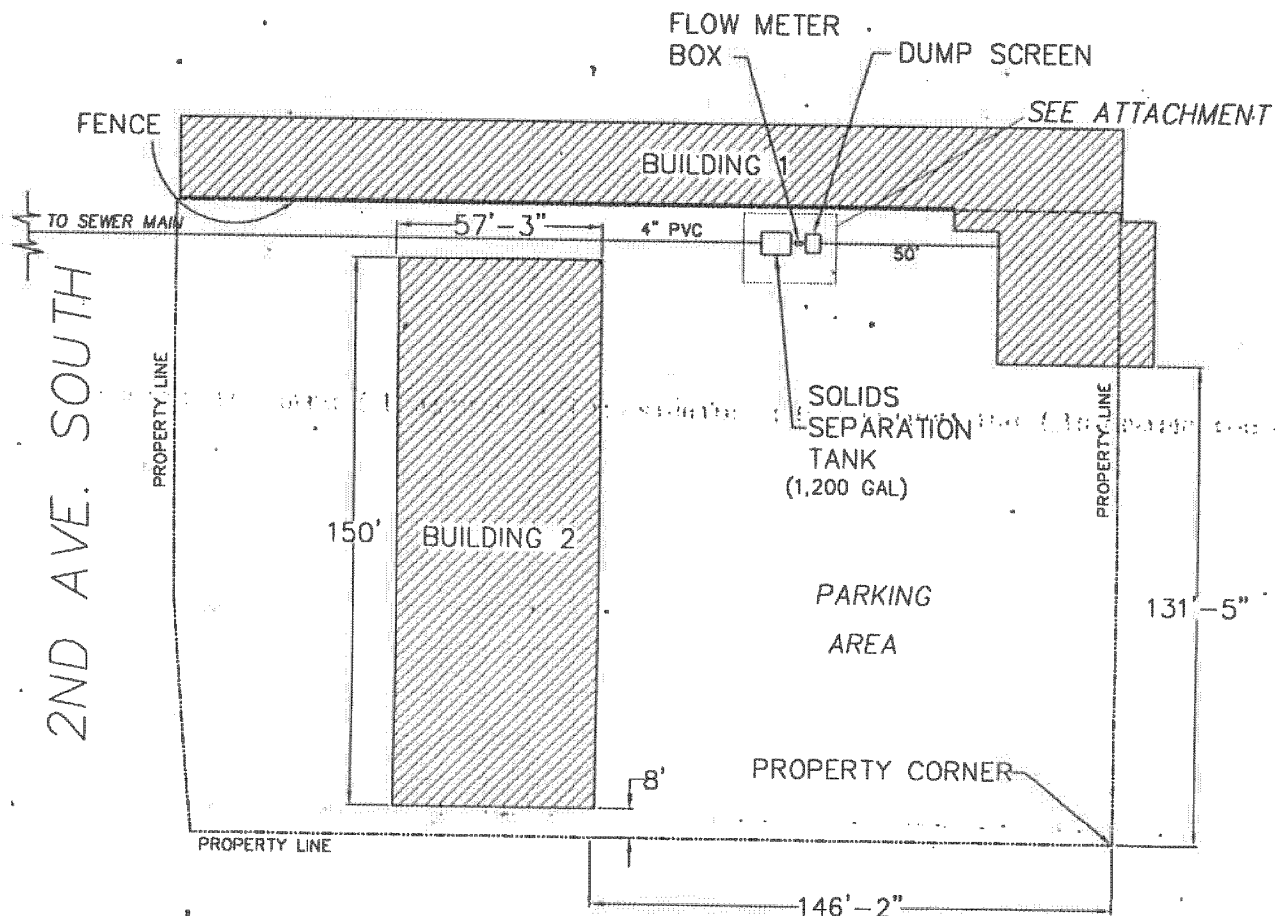 FLOW METER
BOX
DUMP SCREEN
SEE ATTACHMENT
FENCE
BUILDING 1
TO SEWER MAIN
57'-3"
4" PVC
50'
2ND AVE. SOUTH
PROPERTY LINE
SOLIDS
SEPARATION
TANK
(1,200 GAL)
PROPERTY LINE
150'
BUILDING 2
PARKING
AREA
131'-5"
8'
PROPERTY CORNER
PROPERTY LINE
146'-2"